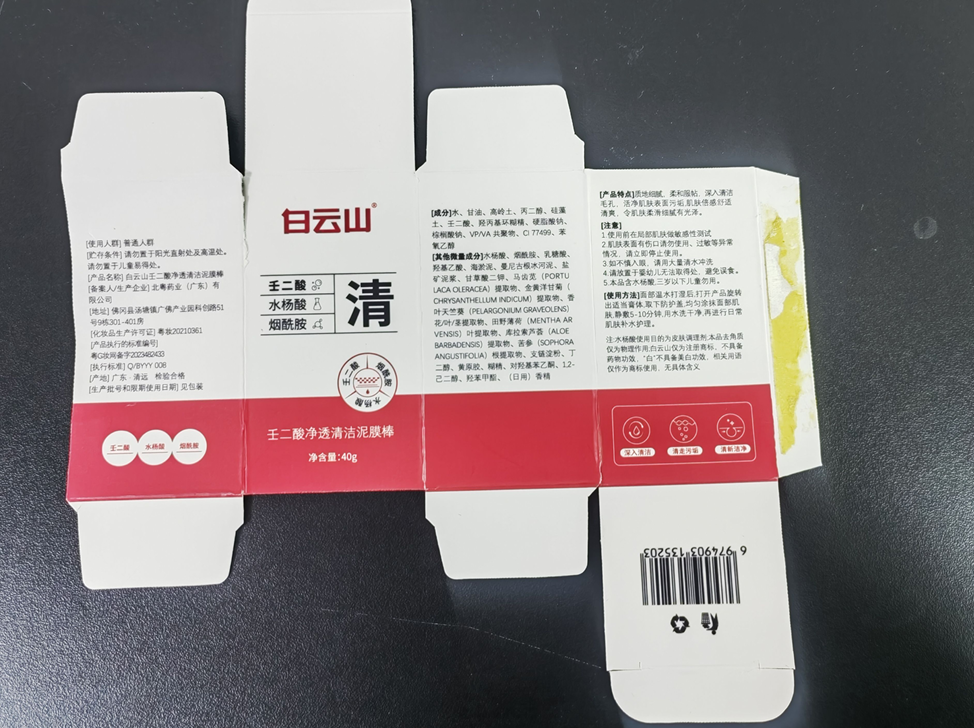 [使用人群] 普通人群
[贮存条件] 请勿置于阳光直射处及高温处。
请勿置于儿童易得处。
[产品名称] 白云山壬二酸净透清洁泥膜棒
[备案人/生产企业] 北粤药业（广东）有
限公司
[地址] 佛冈县汤塘镇广佛产业园科创路51
号9栋301-401房
[化妆品生产许可证] 粤妆20210361
[产品执行的标准编号]
粤G妆网备字2023482433
[执行标准] Q/BYYY 008
[产地] 广东·清远 检验合格
[生产批号和限期使用日期] 见包装
壬二酸
水杨酸
烟酰胺
白云山®
壬二酸
水杨酸
烟酰胺
清
壬二酸
烟酰胺
水杨酸
壬二酸净透清洁泥膜棒
净含量：40g
[成分]水、甘油、高岭土、丙二醇、硅藻
土、壬二酸、羟丙基环糊精、硬脂酸钠、
棕榈酸钠、VP/VA 共聚物、CI 77499、苯
氧乙醇
[其他微量成分]水杨酸、烟酰胺、乳糖酸、
羟基乙酸、海淤泥、曼尼古根冰河泥、盐
矿泥浆、甘草酸二钾、马齿苋（PORTU
LACA OLERACEA）提取物、金黄洋甘菊（
CHRYSANTHELLUM INDICUM）提取物、香
叶天竺葵（PELARGONIUM GRAVEOLENS）
花/叶/茎提取物、田野薄荷（MENTHA AR
VENSIS）叶提取物、库拉索芦荟（ALOE
BARBADENSIS）提取物、苦参（SOPHORA
ANGUSTIFOLIA）根提取物、支链淀粉、丁
二醇、黄原胶、糊精、对羟基苯乙酮、1,2-
己二醇、羟苯甲酯、（日用）香精
[产品特点]质地细腻，柔和服帖，深入清洁
毛孔，洁净肌肤表面污垢,肌肤倍感舒适
清爽，令肌肤柔滑细腻有光泽。
[注意]
1.使用前在局部肌肤做敏感性测试
2.肌肤表面有伤口请勿使用、过敏等异常
情况，请立即停止使用。
3.如不慎入眼，请用大量清水冲洗
4.请放置于婴幼儿无法取得处，避免误食。
5.本品含水杨酸,三岁以下儿童勿用。
[使用方法]面部温水打湿后,打开产品旋转
出适当膏体,取下防护盖,均匀涂抹面部肌
肤,静敷5-10分钟,用水洗干净,再进行日常
肌肤补水护理。
注:水杨酸使用目的为皮肤调理剂;本品去角质
仅为物理作用;白云山仅为注册商标，不具备
药物功效，“白”不具备美白功效，相关词语
仅作为商标使用，无具体含义
深入清洁
清走污垢
清新洁净
6 974903 135203